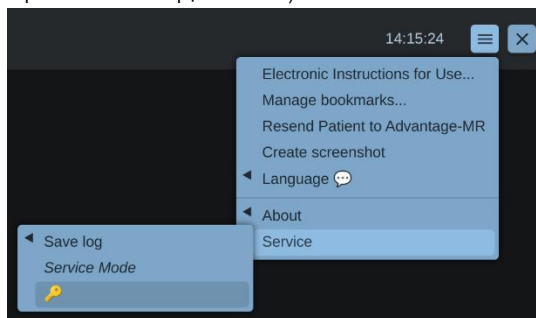 14:15:24
Electronic Instructions for Use...
Manage bookmarks...
Resend Patient to Advantage-MR
Create screenshot
Language
About
Service
Save log
Service Mode